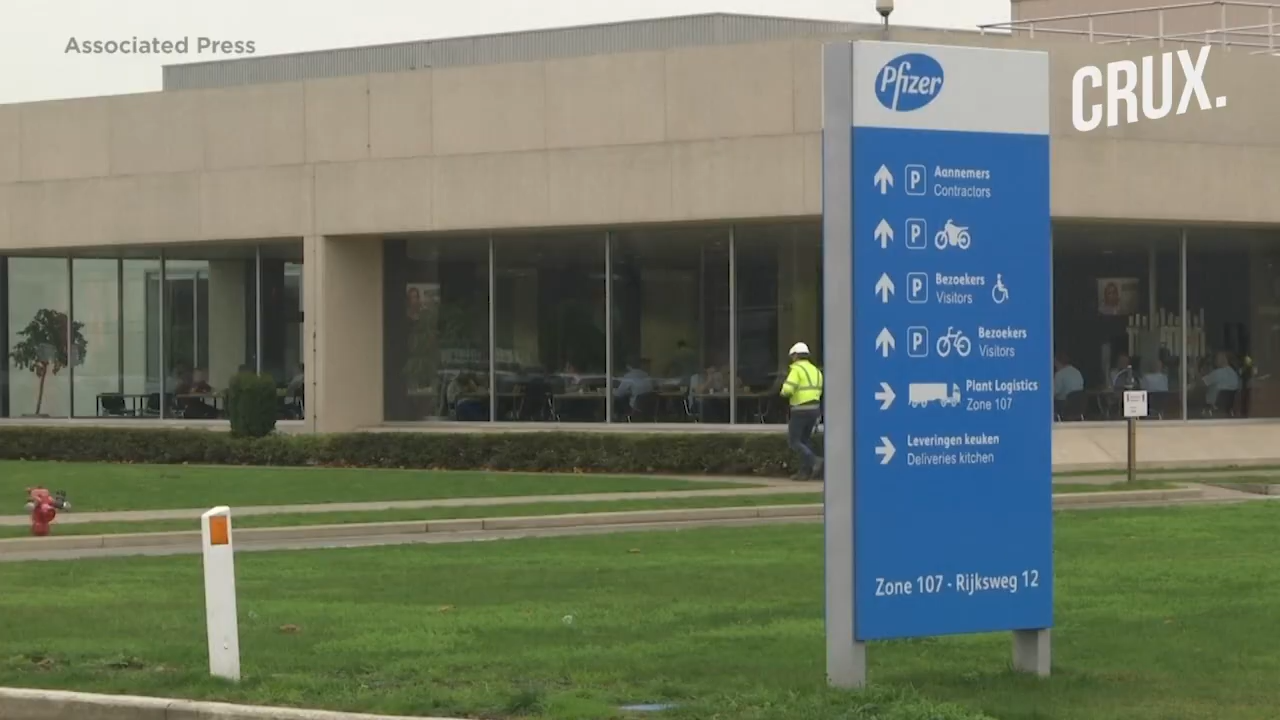 Associated Press
CRUX.
Pfizer
P Aannemers
Contractors
P
P Bezoekers
Visitors
P Bezoekers
Visitors
Plant Logistics
Zone 107
Leveringen keuken
Deliveries kitchen
Zone 107 - Rijksweg 12